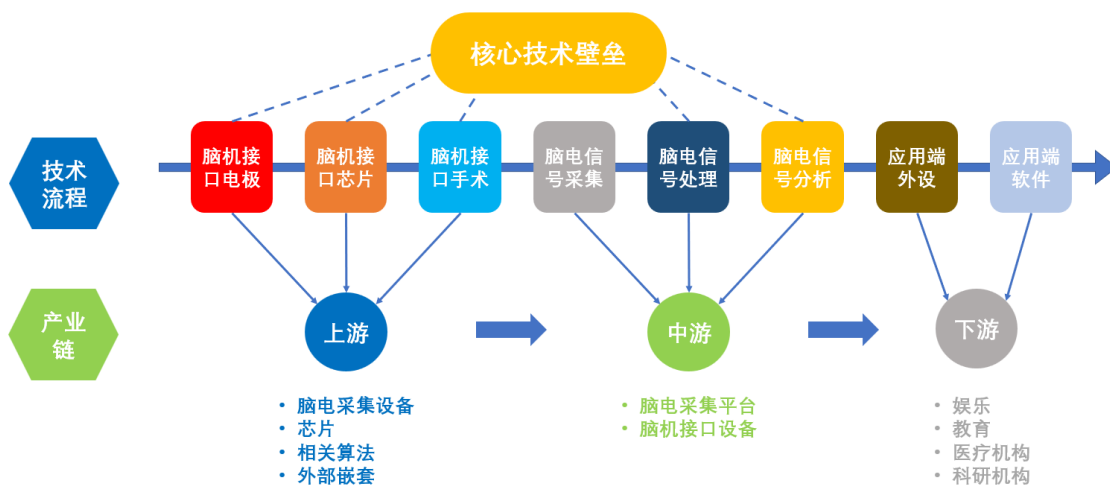 核心技术壁垒
技术
流程
脑机接
口电极
脑机接
口芯片
脑机接
口手术
脑电信
号采集
脑电信
号处理
脑电信
号分析
应用端
外设
应用端
软件
产业
链
上游
中游
下游
• 脑电采集设备
• 芯片
• 相关算法
• 外部嵌套
• 脑电采集平台
• 脑机接口设备
• 娱乐
• 教育
• 医疗机构
• 科研机构